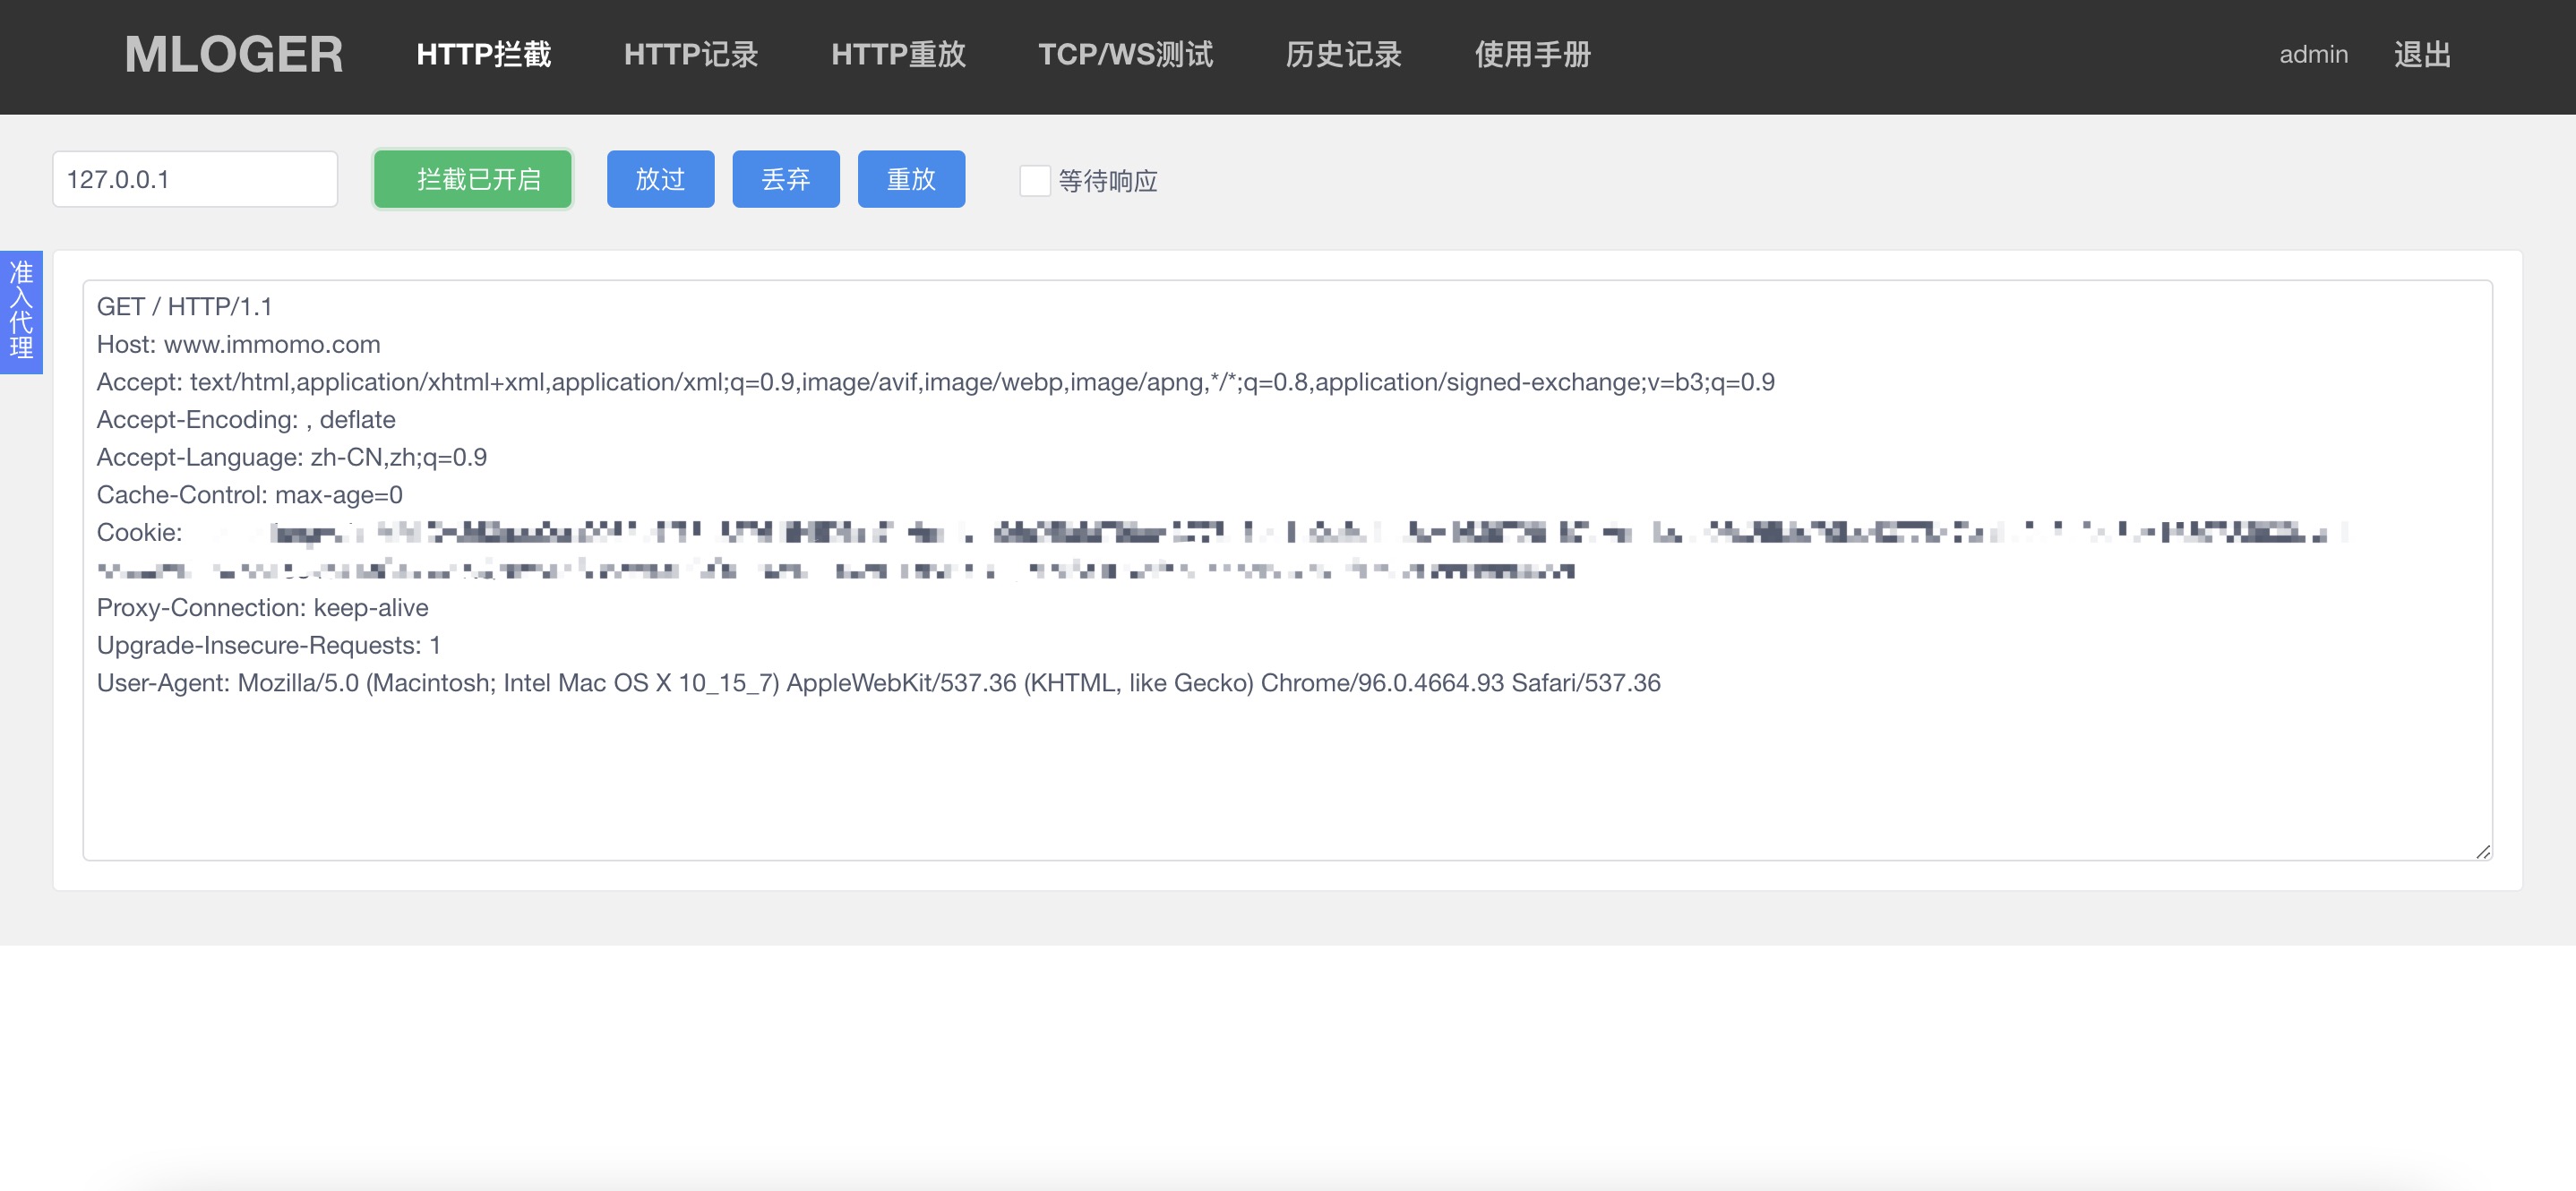 MLOGER HTTP拦截 HTTP记录 HTTP重放 TCP/WS测试 历史记录 使用手册 admin 退出
127.0.0.1 拦截已开启 放过 丢弃 重放 等待响应
准入代理
GET / HTTP/1.1
Host: www.immomo.com
Accept: text/html,application/xhtml+xml,application/xml;q=0.9,image/avif,image/webp,image/apng,*/*;q=0.8,application/signed-exchange;v=b3;q=0.9
Accept-Encoding: , deflate
Accept-Language: zh-CN,zh;q=0.9
Cache-Control: max-age=0
Cookie:
Proxy-Connection: keep-alive
Upgrade-Insecure-Requests: 1
User-Agent: Mozilla/5.0 (Macintosh; Intel Mac OS X 10_15_7) AppleWebKit/537.36 (KHTML, like Gecko) Chrome/96.0.4664.93 Safari/537.36